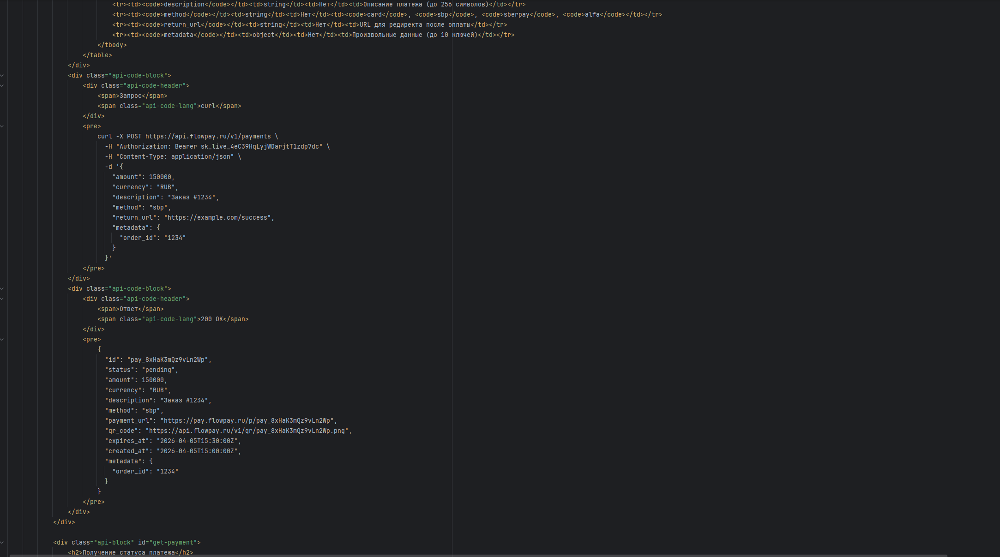 <tr><td><code>description</code></td><td>string</td><td>Нет</td><td>Описание платежа (до 256 символов)</td></tr>
<tr><td><code>method</code></td><td>string</td><td>Нет</td><td><code>card</code>, <code>sbp</code>, <code>sberpay</code>, <code>alfa</code></td></tr>
<tr><td><code>return_url</code></td><td>string</td><td>Нет</td><td>URL для редиректа после оплаты</td></tr>
<tr><td><code>metadata</code></td><td>object</td><td>Нет</td><td>Произвольные данные (до 10 ключей)</td></tr>
</tbody>
</table>
</div>
<div class="api-code-block">
<div class="api-code-header">
<span>Запрос</span>
<span class="api-code-lang">curl</span>
</div>
<pre>
curl -X POST https://api.flowpay.ru/v1/payments \
-H "Authorization: Bearer sk_live_4eC39HqLyjWDarjtT1zdp7dc" \
-H "Content-Type: application/json" \
-d '{
"amount": 150000,
"currency": "RUB",
"description": "Заказ #1234",
"method": "sbp",
"return_url": "https://example.com/success",
"metadata": {
"order_id": "1234"
}
}'
</pre>
</div>
<div class="api-code-block">
<div class="api-code-header">
<span>Ответ</span>
<span class="api-code-lang">200 OK</span>
</div>
<pre>
{
"id": "pay_8xHaK3mQz9vLn2Wp",
"status": "pending",
"amount": 150000,
"currency": "RUB",
"description": "Заказ #1234",
"method": "sbp",
"payment_url": "https://pay.flowpay.ru/p/pay_8xHaK3mQz9vLn2Wp",
"qr_code": "https://api.flowpay.ru/v1/qr/pay_8xHaK3mQz9vLn2Wp.png",
"expires_at": "2026-04-05T15:30:00Z",
"created_at": "2026-04-05T15:00:00Z",
"metadata": {
"order_id": "1234"
}
}
</pre>
</div>
</div>
<div class="api-block" id="get-payment">
<h2>Получение статуса платежа</h2>